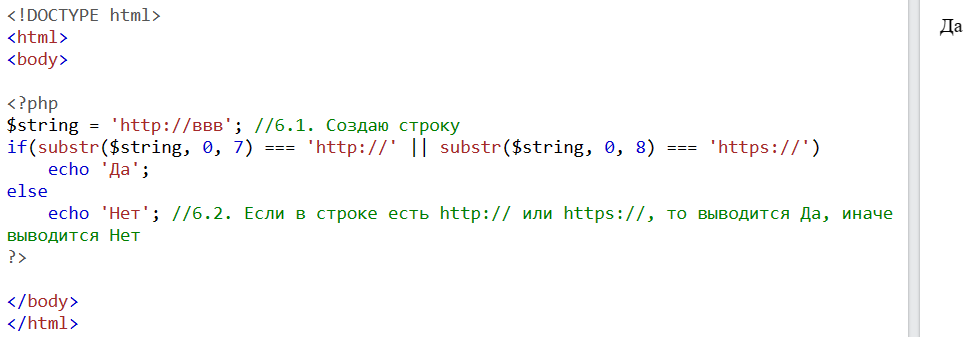 <!DOCTYPE html>
<html>
<body>
<?php
$string = 'http://ввв'; //6.1. Создаю строку
if(substr($string, 0, 7) === 'http://' || substr($string, 0, 8) === 'https://')
    echo 'Да';
else
    echo 'Нет'; //6.2. Если в строке есть http:// или https://, то выводится Да, иначе
выводится Нет
?>
</body>
</html>
Да